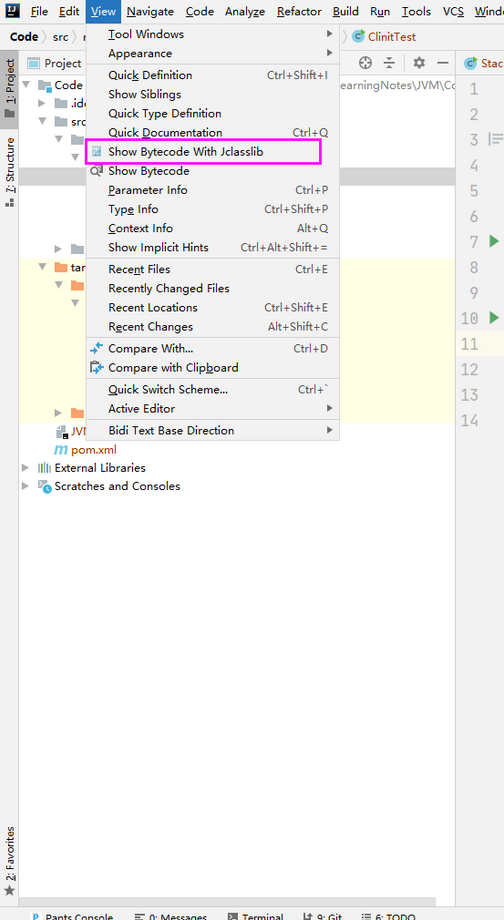 File Edit View Navigate Code Analyze Refactor Build Run Tools VCS
Code src ClinitTest
1: Project
Project
Stac
Tool Windows
Appearance
Quick Definition Ctrl+Shift+I
Show Siblings
Quick Type Definition
Quick Documentation Ctrl+Q
Show Bytecode With Jclasslib
Show Bytecode
Parameter Info Ctrl+P
Type Info Ctrl+Shift+P
Context Info Alt+Q
Show Implicit Hints Ctrl+Alt+Shift+=
Recent Files Ctrl+E
Recently Changed Files
Recent Locations Ctrl+Shift+E
Recent Changes Alt+Shift+C
Compare With... Ctrl+D
Compare with Clipboard
Quick Switch Scheme... Ctrl+`
Active Editor
Bidi Text Base Direction
Code
earningNotes\JVM\Co
.id
src
tar
JVM
pom.xml
External Libraries
Scratches and Consoles
7: Structure
2: Favorites
1
2
3
4
5
6
7
8
9
10
11
12
13
14
Pants Console 0: Messages Terminal 9: Git 6: TODO